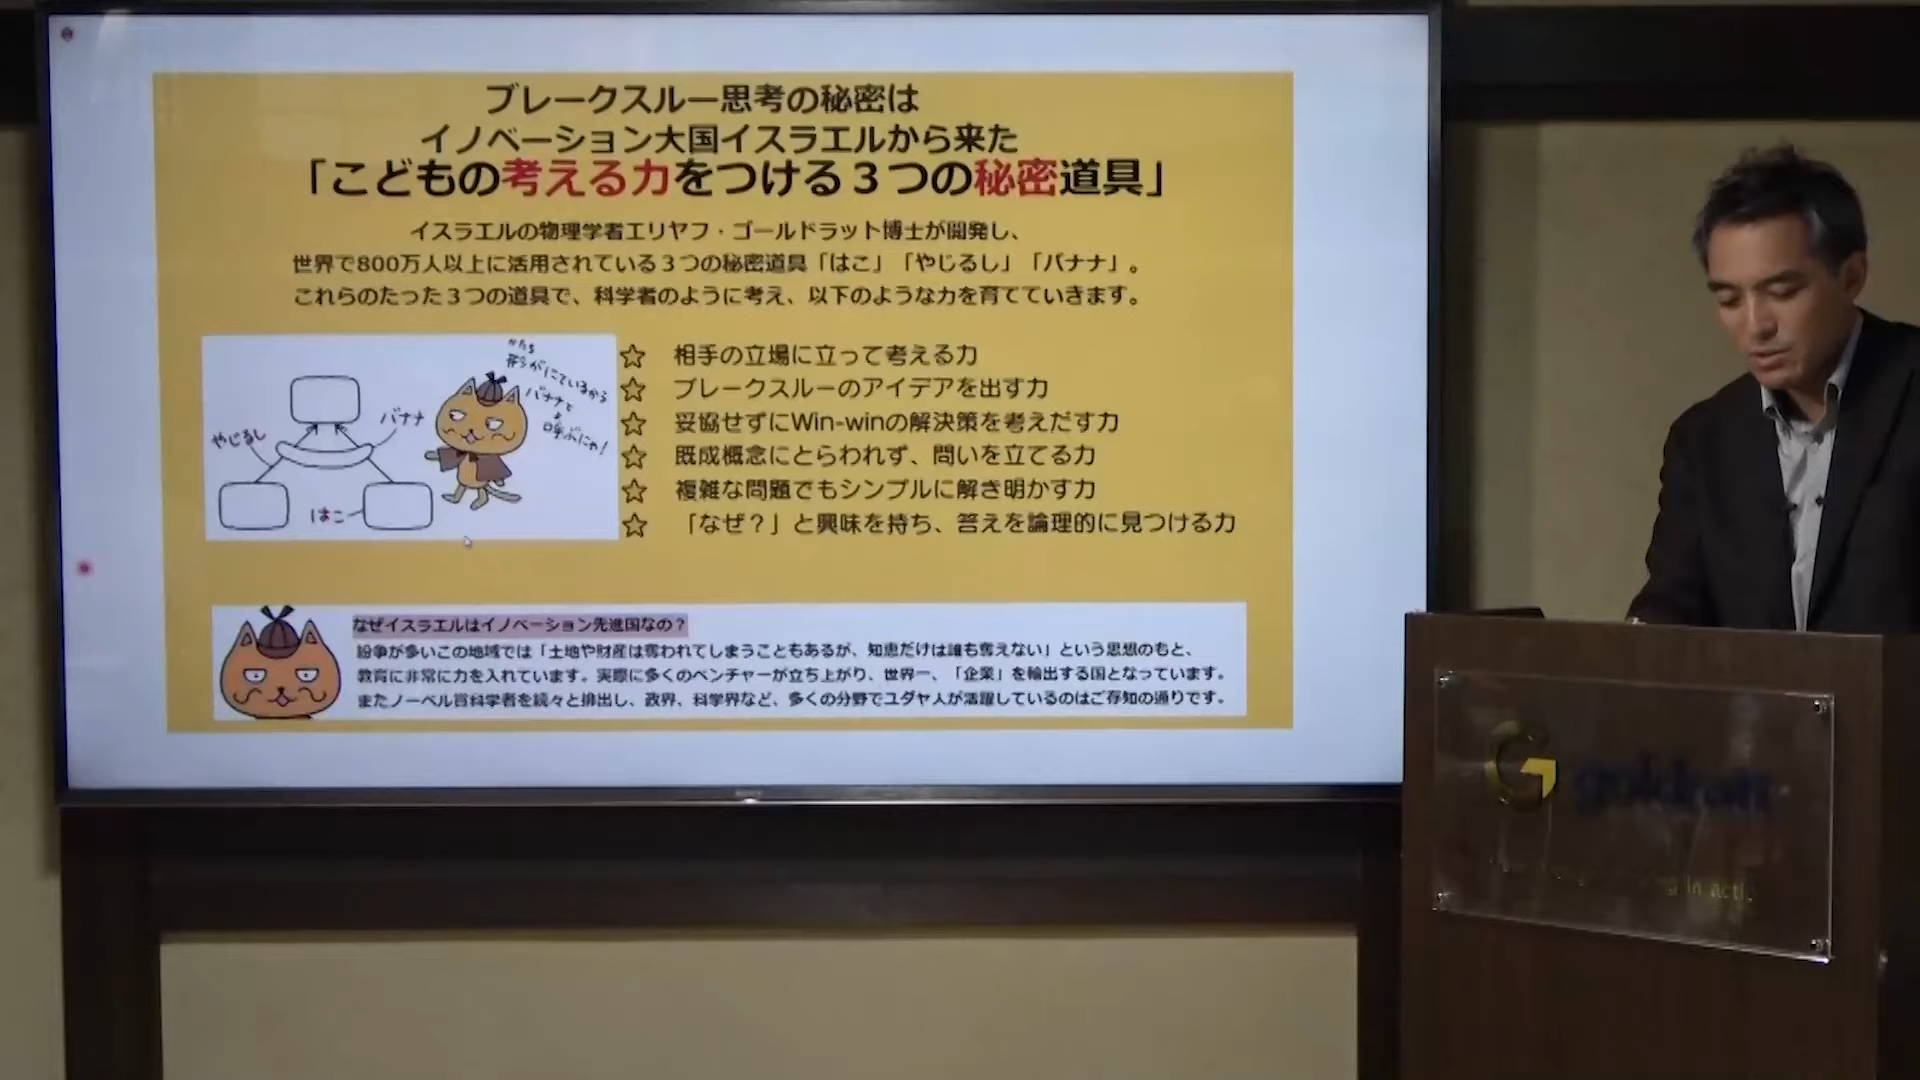 ブレークスルー思考の秘密は
イノベーション大国イスラエルから来た
「こどもの考える力をつける３つの秘密道具」
イスラエルの物理学者エリヤフ・ゴールドラット博士が開発し、
世界で800万人以上に活用されている３つの秘密道具「はこ」「やじるし」「バナナ」。
これらのたった３つの道具で、科学者のように考え、以下のような力を育てていきます。
かたち
形がにているから
バナナと
よ
呼ぶにゃ！
バナナ
やじるし
はこ
☆ 相手の立場に立って考える力
☆ ブレークスルーのアイデアを出す力
☆ 妥協せずにWin-winの解決策を考えだす力
☆ 既成概念にとらわれず、問いを立てる力
☆ 複雑な問題でもシンプルに解き明かす力
☆ 「なぜ？」と興味を持ち、答えを論理的に見つける力
なぜイスラエルはイノベーション先進国なの？
紛争が多いこの地域では「土地や財産は奪われてしまうこともあるが、知恵だけは誰も奪えない」という思想のもと、
教育に非常に力を入れています。実際に多くのベンチャーが立ち上がり、世界一、「企業」を輸出する国となっています。
またノーベル賞科学者を続々と排出し、政界、科学界など、多くの分野でユダヤ人が活躍しているのはご存知の通りです。
goldratt
in